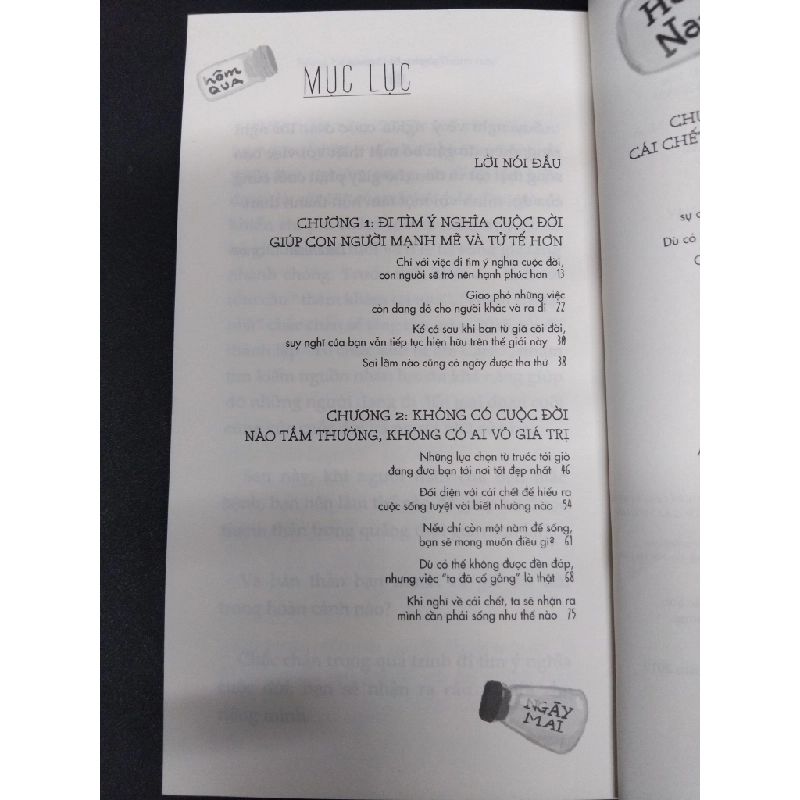 hôm
QUA
MỤC LỤC
LỜI NÓI ĐẦU
CHƯƠNG 1: ĐI TÌM Ý NGHĨA CUỘC ĐỜI
GIÚP CON NGƯỜI MẠNH MẼ VÀ TỬ TẾ HƠN
Chỉ với việc đi tìm ý nghĩa cuộc đời,
con người sẽ trở nên hạnh phúc hơn 13
Giao phó những việc
còn dang dở cho người khác và ra đi 22
Kể cả sau khi bạn từ giã cõi đời,
suy nghĩ của bạn vẫn tiếp tục hiện hữu trên thế giới này 30
Sai lầm nào cũng có ngày được tha thứ 38
CHƯƠNG 2: KHÔNG CÓ CUỘC ĐỜI
NÀO TẦM THƯỜNG, KHÔNG CÓ AI VÔ GIÁ TRỊ
Những lựa chọn từ trước tới giờ
đang đưa bạn tới nơi tốt đẹp nhất 46
Đối diện với cái chết để hiểu ra
cuộc sống tuyệt vời biết nhường nào 54
Nếu chỉ còn một năm để sống,
bạn sẽ mong muốn điều gì? 61
Dù có thể không được đền đáp,
nhưng việc "ta đã cố gắng" là thật 68
Khi nghĩ về cái chết, ta sẽ nhận ra
mình cần phải sống như thế nào 75
NGÀY
MAI
CÁI CHẾ
Dù có